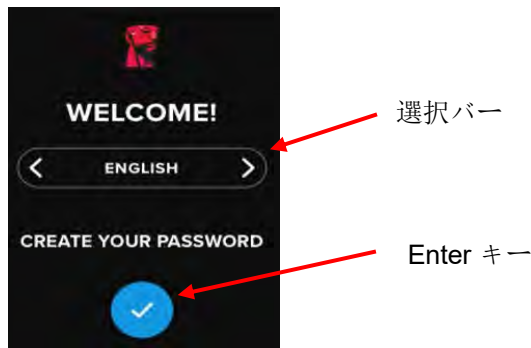 WELCOME!
選択バー
ENGLISH
CREATE YOUR PASSWORD
Enter キー